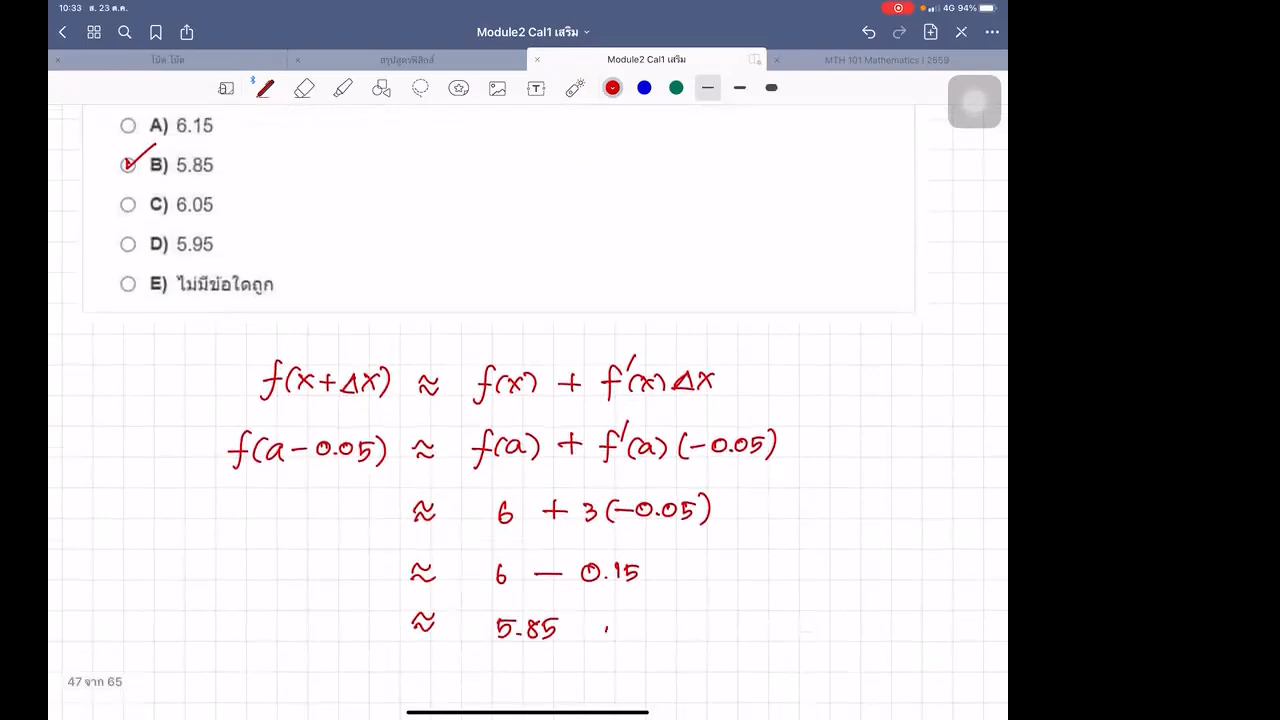 10:33 ส. 23 ต.ค.
4G 94%
Module2 Cal1 เสริม
โน้ต โน้ต
สรุปสูตรฟิสิกส์
Module2 Cal1 เสริม
MTH 101 Mathematics I 2559
A) 6.15
B) 5.85
C) 6.05
D) 5.95
E) ไม่มีข้อใดถูก
f(x+Δx) ≈ f(x) + f′(x)Δx
f(a-0.05) ≈ f(a) + f′(a)(-0.05)
≈ 6 + 3(-0.05)
≈ 6 - 0.15
≈ 5.85
47 จาก 65